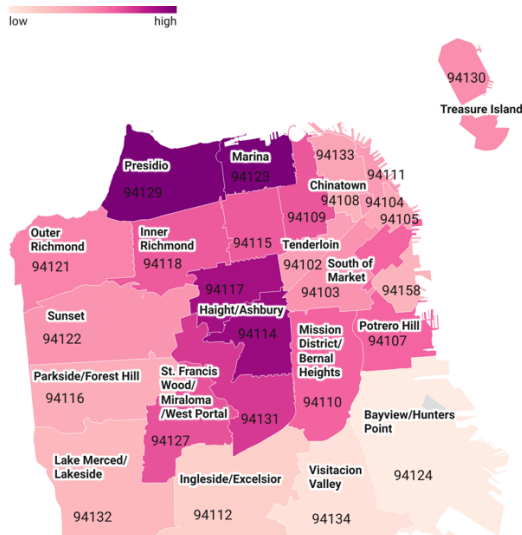 low high
94130
Treasure Island
Presidio
94129
Marina
94123
94133
94111
Chinatown
94108
94104
94109
94105
Outer
Richmond
94121
Inner
Richmond
94118
94115
Tenderloin
94102
South of
Market
94103
94158
94117
Haight/Ashbury
94114
Sunset
94122
Mission
District/
Bernal
Heights
94110
Potrero Hill
94107
Parkside/Forest Hill
94116
St. Francis
Wood/
Miraloma
/West Portal
94127
94131
Bayview/Hunters
Point
94124
Lake Merced/
Lakeside
94132
Ingleside/Excelsior
94112
Visitacion
Valley
94134